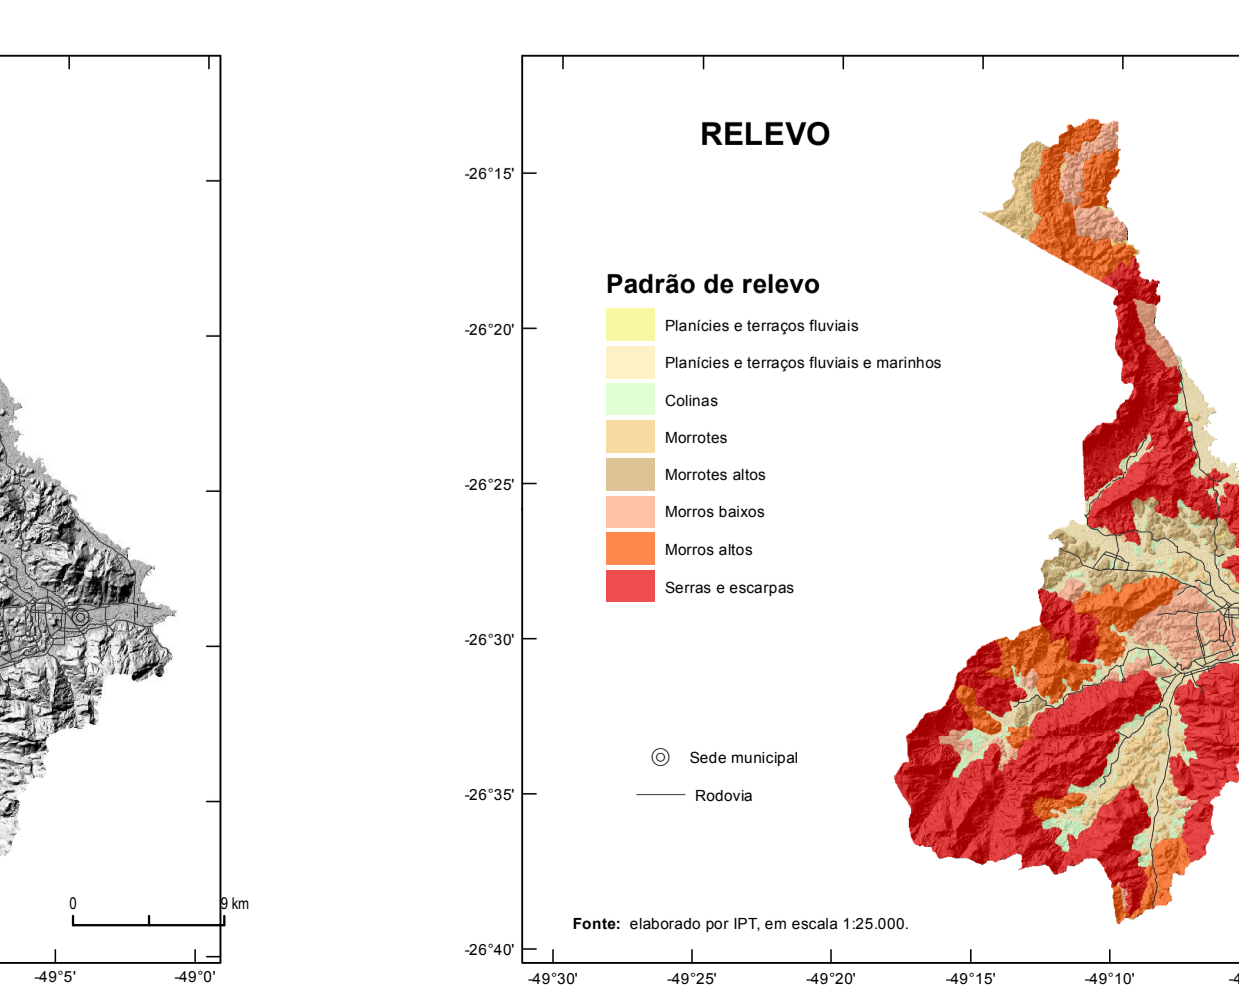 RELEVO
-26°15'
-26°20'
-26°25'
-26°30'
-26°35'
-26°40'
Padrão de relevo
Planícies e terraços fluviais
Planícies e terraços fluviais e marinhos
Colinas
Morrotes
Morrotes altos
Morros baixos
Morros altos
Serras e escarpas
Sede municipal
Rodovia
Fonte: elaborado por IPT, em escala 1:25.000.
0 9 km
-49°5' -49°0'
-49°30' -49°25' -49°20' -49°15' -49°10'